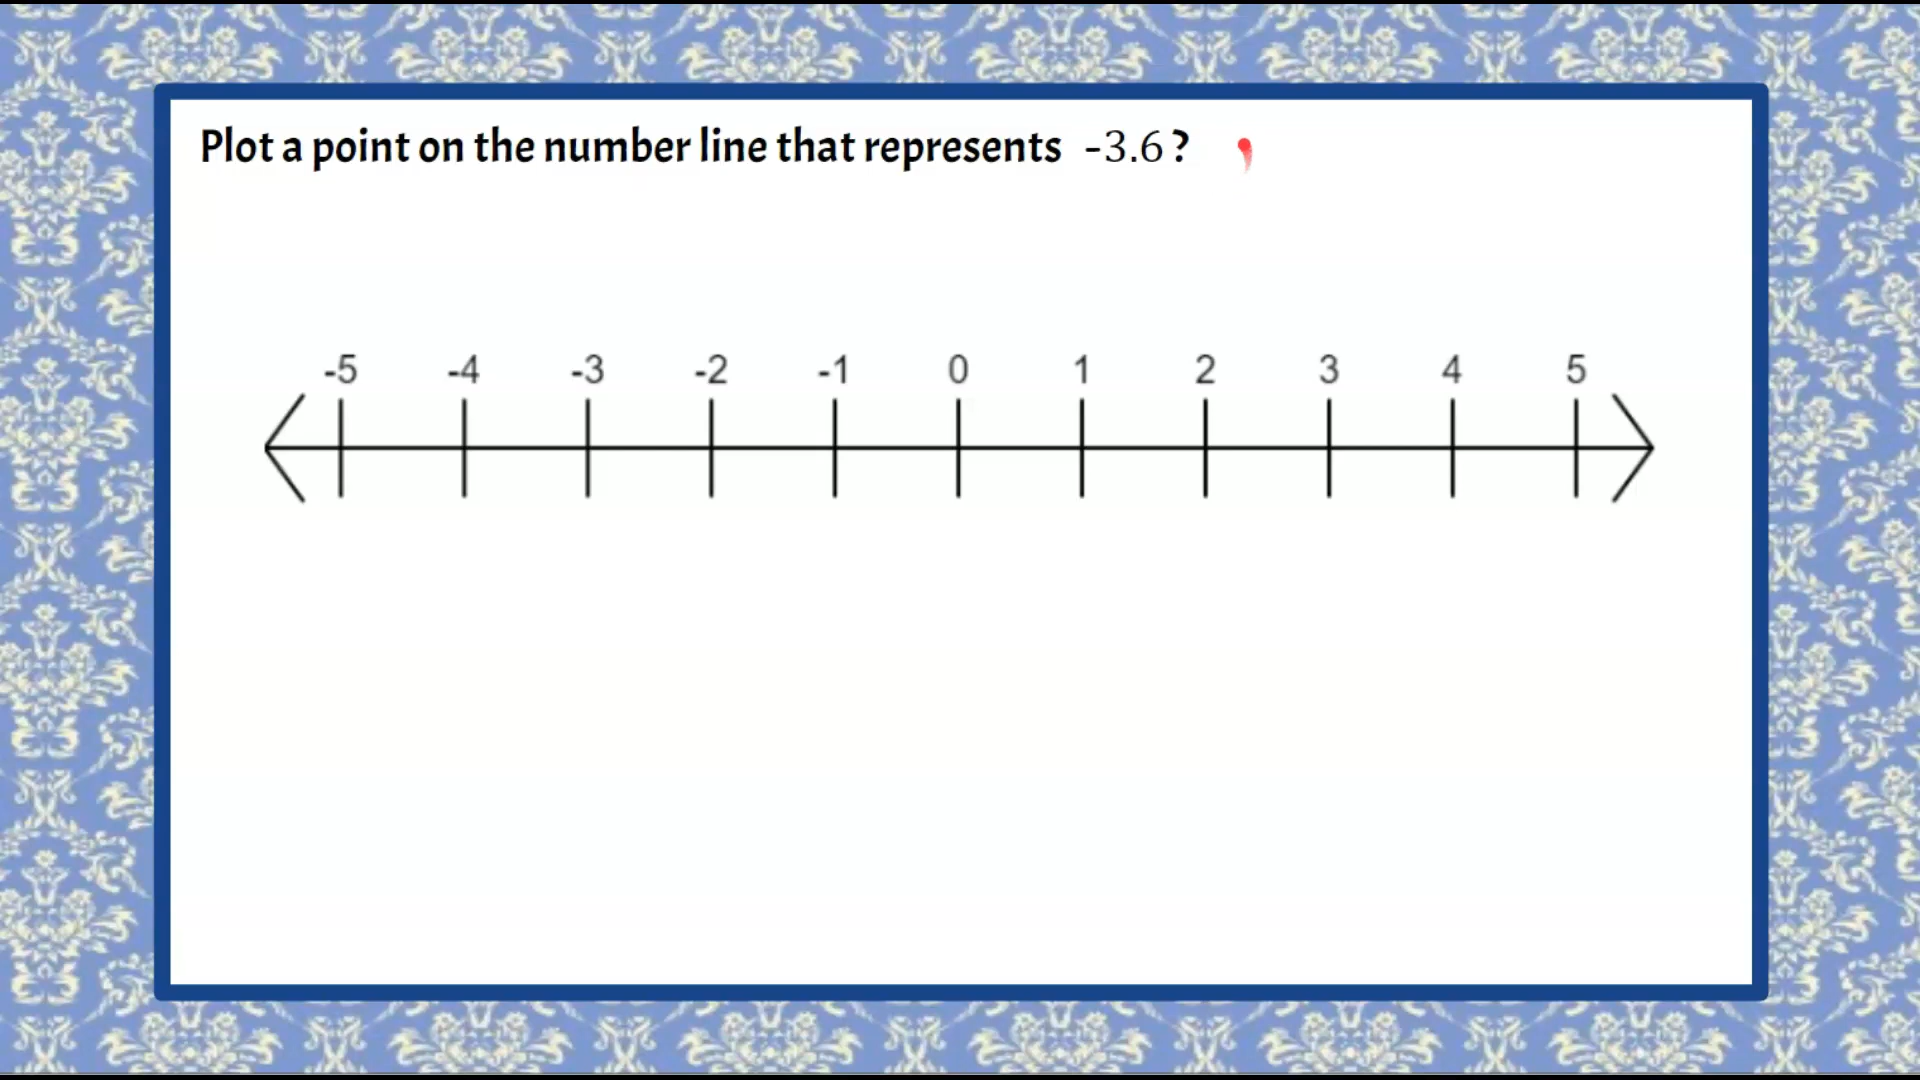 Plot a point on the number line that represents -3.6?
-5 -4 -3 -2 -1 0 1 2 3 4 5